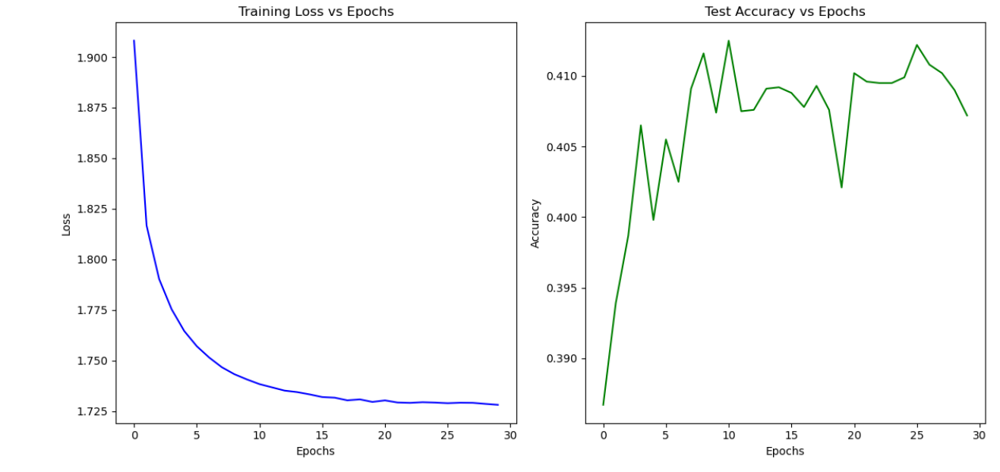 Training Loss vs Epochs
1.900
1.875
1.850
1.825
1.800
1.775
1.750
1.725
Loss
0 5 10 15 20 25 30
Epochs
Test Accuracy vs Epochs
0.410
0.405
0.400
0.395
0.390
Accuracy
0 5 10 15 20 25 30
Epochs